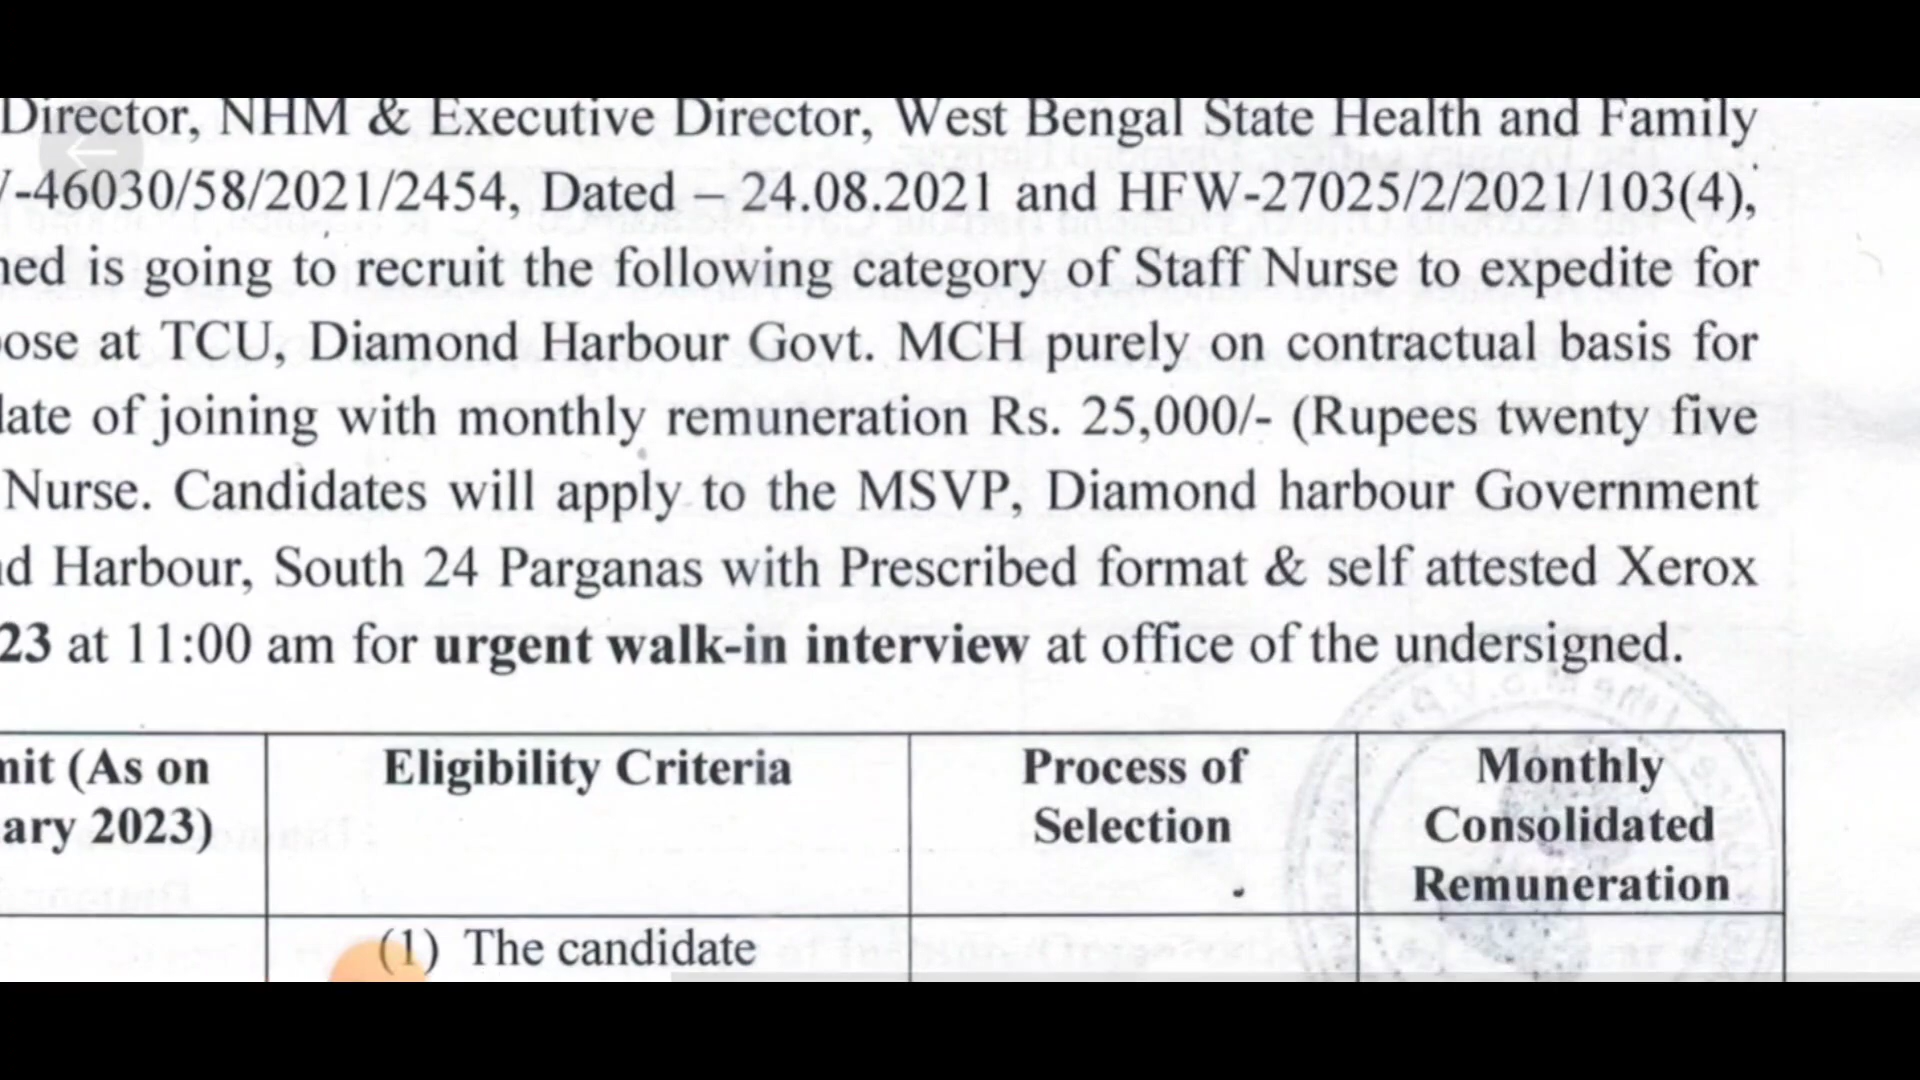 Director, NHM & Executive Director, West Bengal State Health and Family
/-46030/58/2021/2454, Dated – 24.08.2021 and HFW-27025/2/2021/103(4),
ned is going to recruit the following category of Staff Nurse to expedite for
ose at TCU, Diamond Harbour Govt. MCH purely on contractual basis for
late of joining with monthly remuneration Rs. 25,000/- (Rupees twenty five
Nurse. Candidates will apply to the MSVP, Diamond harbour Government
d Harbour, South 24 Parganas with Prescribed format & self attested Xerox
23 at 11:00 am for urgent walk-in interview at office of the undersigned.
mit (As on
ary 2023)
Eligibility Criteria
Process of
Selection
Monthly
Consolidated
Remuneration
(1) The candidate